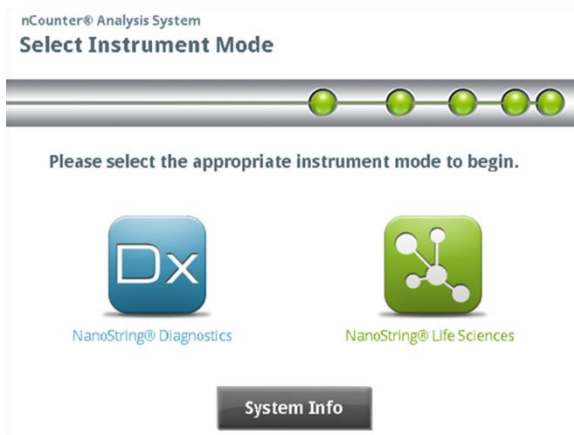 nCounter® Analysis System
Select Instrument Mode
Please select the appropriate instrument mode to begin.
Dx
NanoString® Diagnostics
NanoString® Life Sciences
System Info